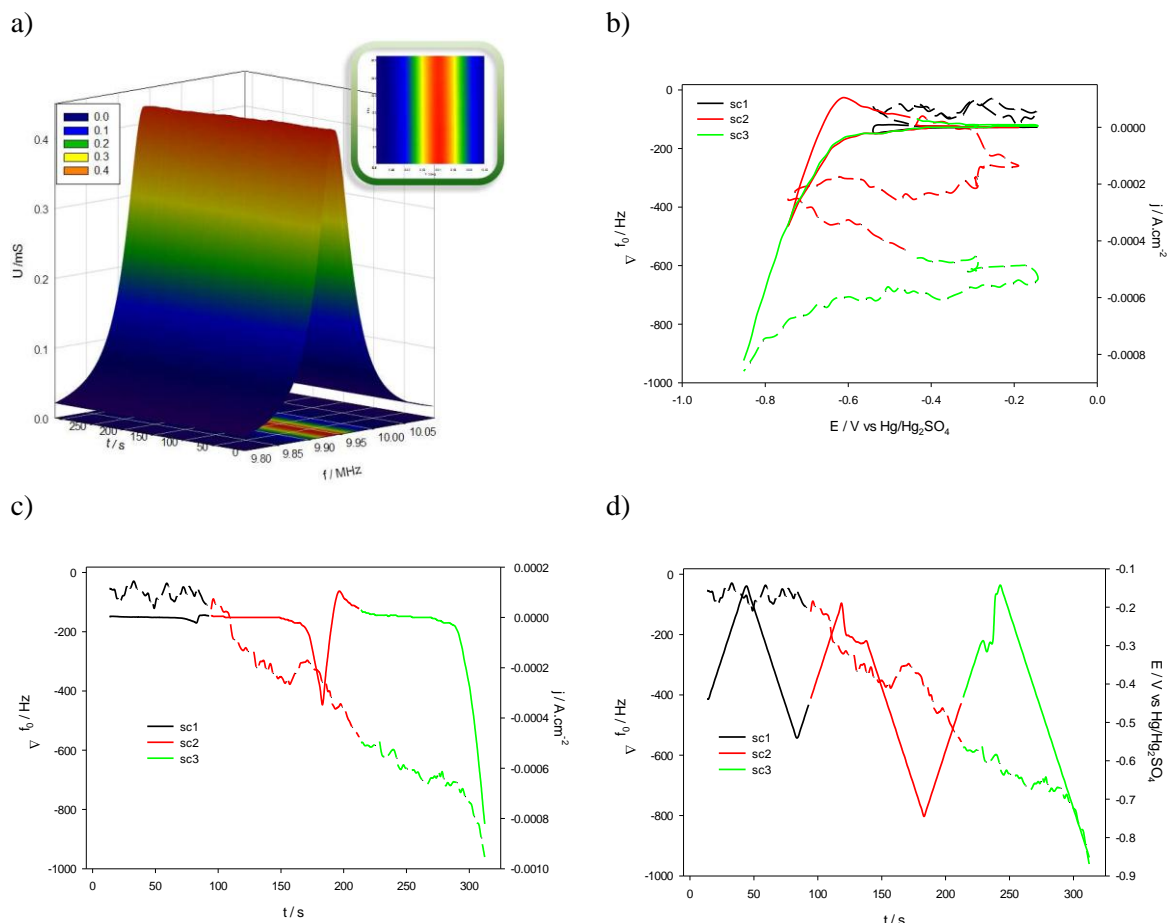 a)
0.0
0.1
0.2
0.3
0.4
U /mS
0.4
0.3
0.2
0.1
0.0
250
200
150
100
50
0
t / s
9.80
9.85
9.90
9.95
10.00
10.05
f / MHz
b)
sc1
sc2
sc3
0
-200
-400
-600
-800
-1000
∇ f₀ / Hz
0.0000
-0.0002
-0.0004
-0.0006
-0.0008
j / A.cm⁻²
-1.0 -0.8 -0.6 -0.4 -0.2 0.0
E / V vs Hg/Hg₂SO₄
c)
0
-200
-400
-600
-800
-1000
∇ f₀ / Hz
sc1
sc2
sc3
0.0002
0.0000
-0.0002
-0.0004
-0.0006
-0.0008
-0.0010
j / A.cm⁻²
0 50 100 150 200 250 300
t / s
d)
0
-200
-400
-600
-800
-1000
∇ f₀ / Hz
sc1
sc2
sc3
-0.1
-0.2
-0.3
-0.4
-0.5
-0.6
-0.7
-0.8
-0.9
E / V vs Hg/Hg₂SO₄
0 50 100 150 200 250 300
t / s